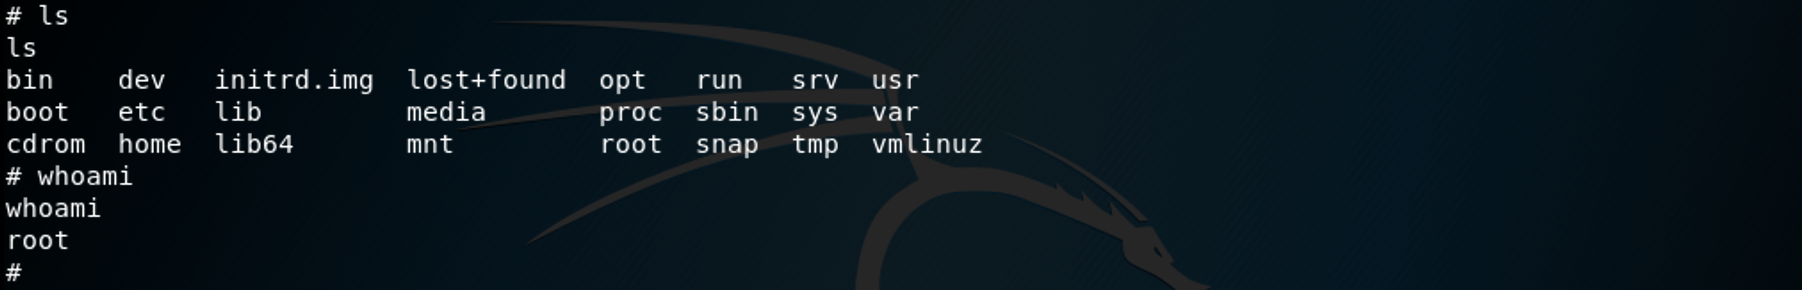 # ls
ls
bin    dev   initrd.img  lost+found  opt   run   srv  usr
boot   etc   lib         media       proc  sbin  sys  var
cdrom  home  lib64       mnt         root  snap  tmp  vmlinuz
# whoami
whoami
root
#